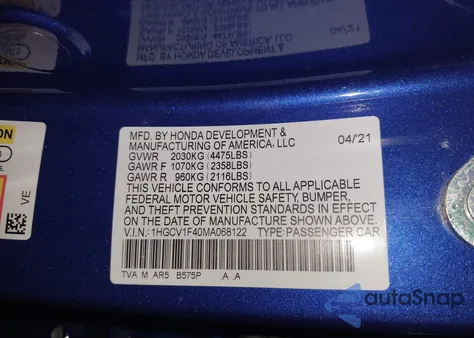 MFD. BY HONDA DEVELOPMENT &
MANUFACTURING OF AMERICA, LLC 04/21
GVWR 2030KG (4475LBS)
GAWR F 1070KG (2358LBS)
GAWR R 960KG (2116LBS)
THIS VEHICLE CONFORMS TO ALL APPLICABLE
FEDERAL MOTOR VEHICLE SAFETY, BUMPER,
AND THEFT PREVENTION STANDARDS IN EFFECT
ON THE DATE OF MANUFACTURE SHOWN ABOVE.
V.I.N.: 1HGCV1F40MA068122 TYPE: PASSENGER CAR
TVA M AR5 B575P .A .A
ON
VE
autoSnap